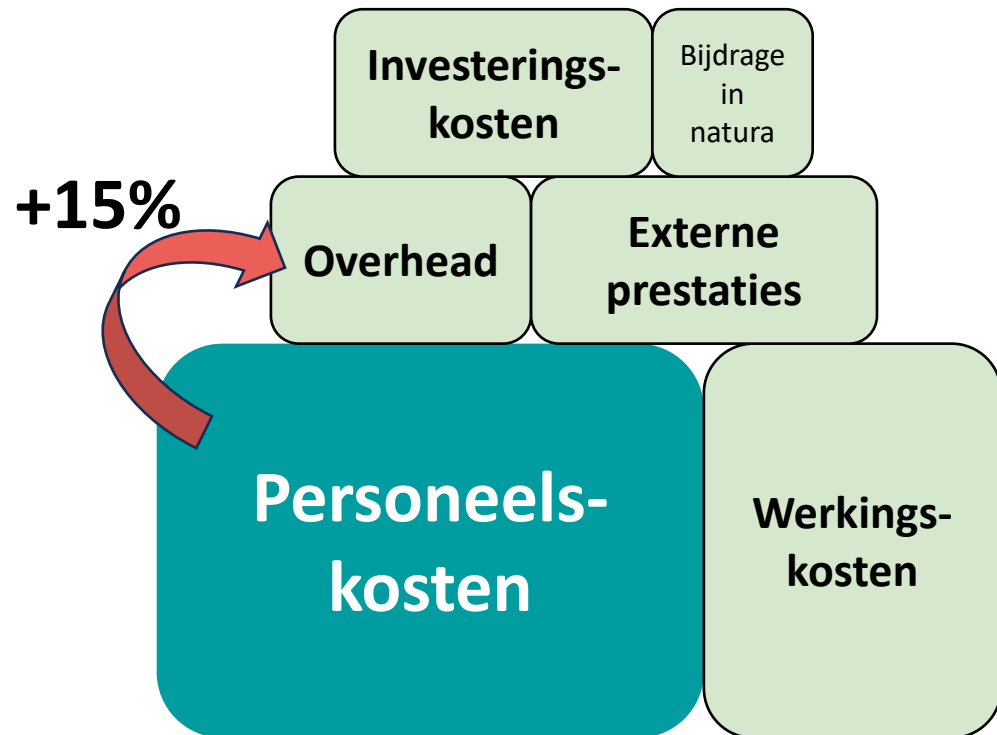 Investerings-
kosten
Bijdrage
in
natura
+15%
Overhead
Externe
prestaties
Personeels-
kosten
Werkings-
kosten